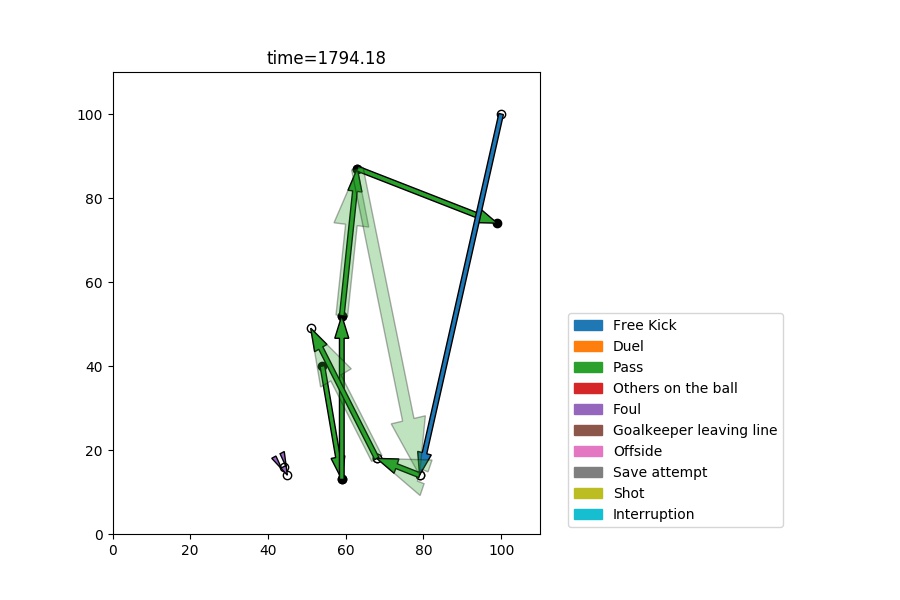 time=1794.18
100
80
60
40
20
0
0 20 40 60 80 100
Free Kick
Duel
Pass
Others on the ball
Foul
Goalkeeper leaving line
Offside
Save attempt
Shot
Interruption